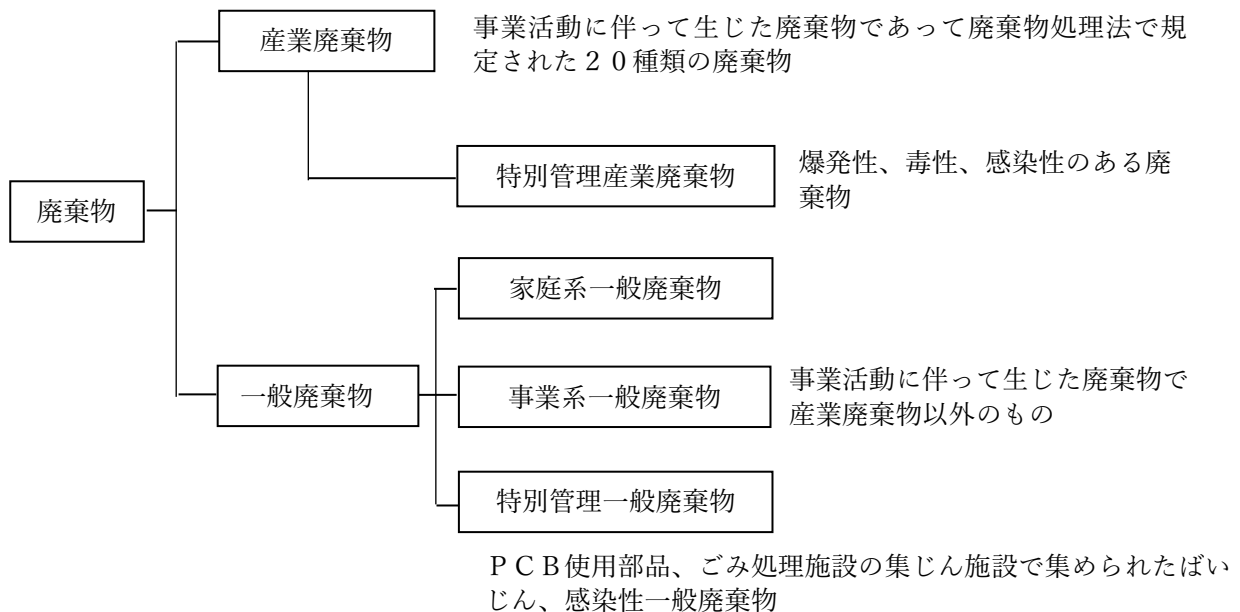 産業廃棄物
事業活動に伴って生じた廃棄物であって廃棄物処理法で規
定された２０種類の廃棄物
特別管理産業廃棄物
爆発性、毒性、感染性のある廃
棄物
廃棄物
家庭系一般廃棄物
一般廃棄物
事業系一般廃棄物
事業活動に伴って生じた廃棄物で
産業廃棄物以外のもの
特別管理一般廃棄物
ＰＣＢ使用部品、ごみ処理施設の集じん施設で集められたばい
じん、感染性一般廃棄物